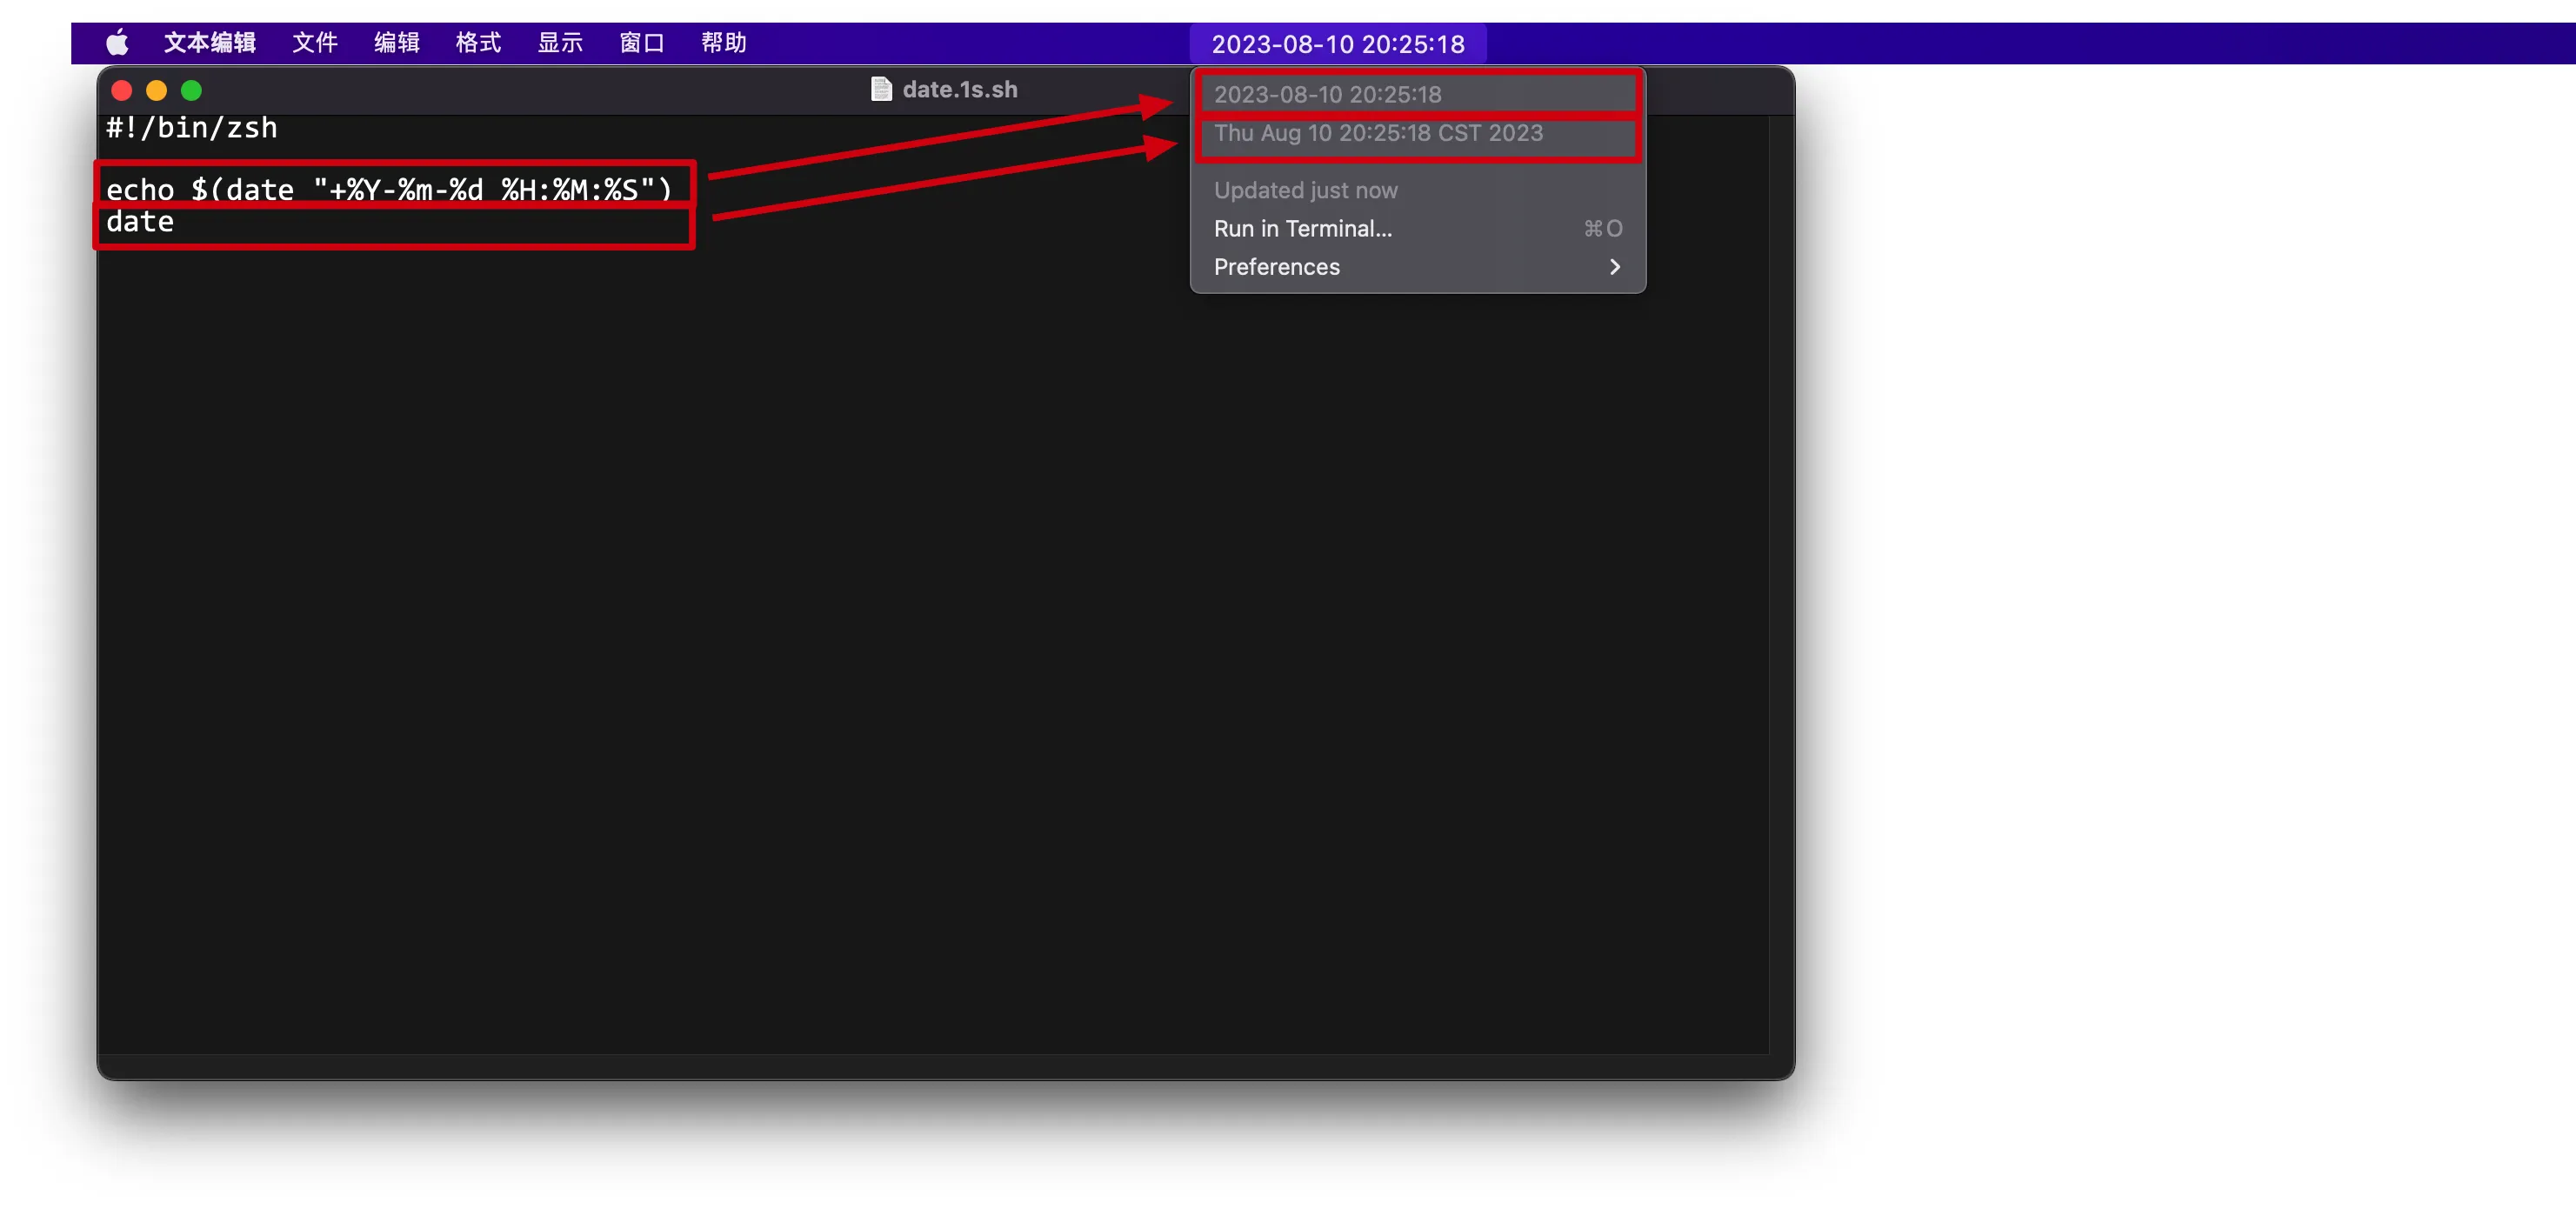 文本编辑 文件 编辑 格式 显示 窗口 帮助 2023-08-10 20:25:18
date.1s.sh
#!/bin/zsh
echo $(date "+%Y-%m-%d %H:%M:%S")
date
2023-08-10 20:25:18
Thu Aug 10 20:25:18 CST 2023
Updated just now
Run in Terminal... ⌘O
Preferences